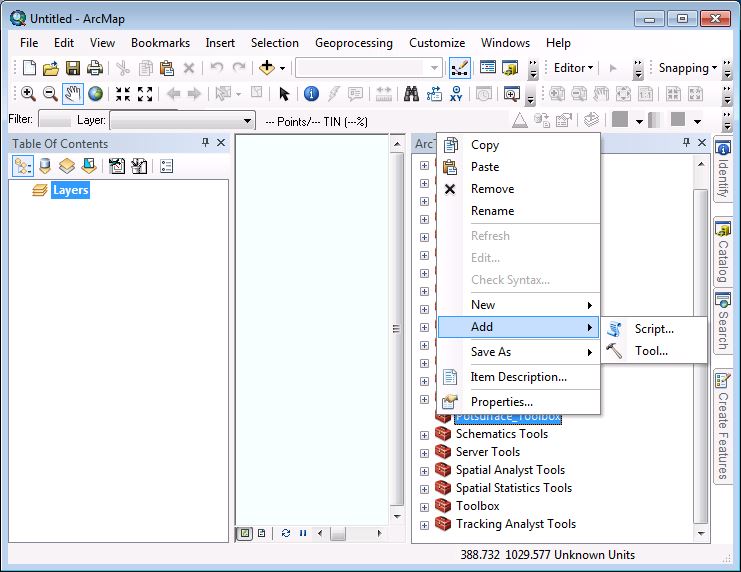 Untitled - ArcMap
File Edit View Bookmarks Insert Selection Geoprocessing Customize Windows Help
Editor Snapping
Filter: Layer: --- Points/--- TIN (---%)
Table Of Contents
Layers
Arc
Copy
Paste
Remove
Rename
Refresh
Edit...
Check Syntax...
New
Add
Script...
Tool...
Save As
Item Description...
Properties...
Potsurface_Toolbox
Schematics Tools
Server Tools
Spatial Analyst Tools
Spatial Statistics Tools
Toolbox
Tracking Analyst Tools
Identify
Catalog
Search
Create Features
388.732 1029.577 Unknown Units